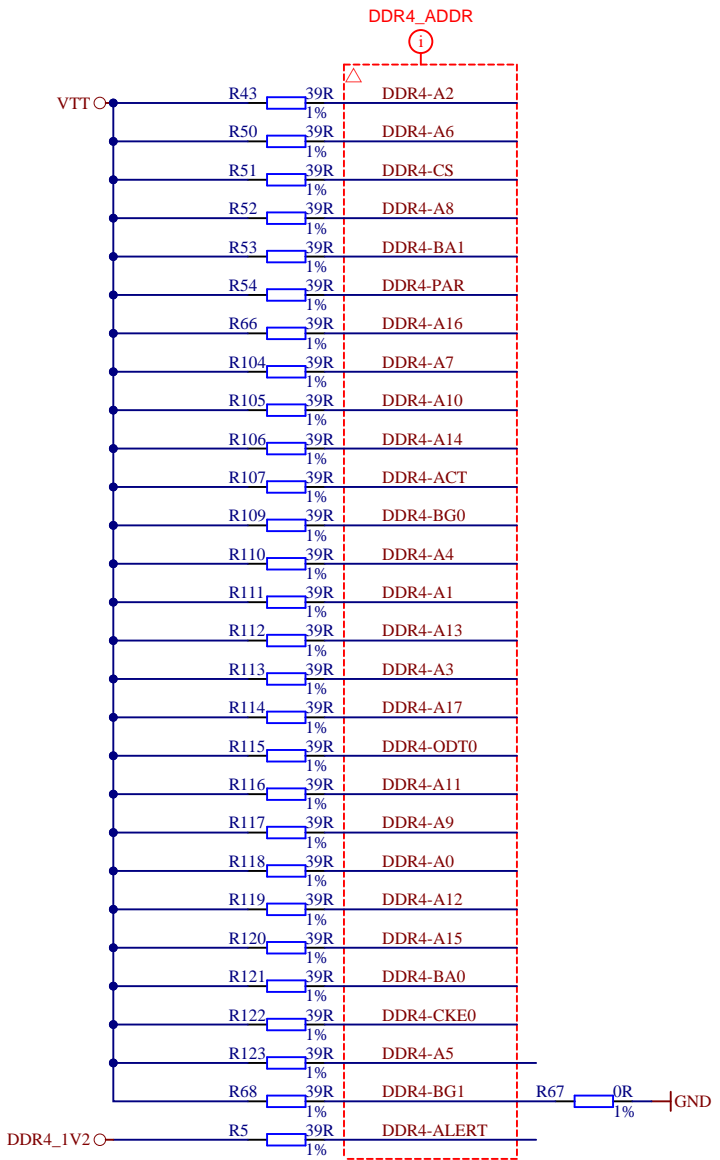 DDR4_ADDR
i
VTT R43 39R 1% DDR4-A2
R50 39R 1% DDR4-A6
R51 39R 1% DDR4-CS
R52 39R 1% DDR4-A8
R53 39R 1% DDR4-BA1
R54 39R 1% DDR4-PAR
R66 39R 1% DDR4-A16
R104 39R 1% DDR4-A7
R105 39R 1% DDR4-A10
R106 39R 1% DDR4-A14
R107 39R 1% DDR4-ACT
R109 39R 1% DDR4-BG0
R110 39R 1% DDR4-A4
R111 39R 1% DDR4-A1
R112 39R 1% DDR4-A13
R113 39R 1% DDR4-A3
R114 39R 1% DDR4-A17
R115 39R 1% DDR4-ODT0
R116 39R 1% DDR4-A11
R117 39R 1% DDR4-A9
R118 39R 1% DDR4-A0
R119 39R 1% DDR4-A12
R120 39R 1% DDR4-A15
R121 39R 1% DDR4-BA0
R122 39R 1% DDR4-CKE0
R123 39R 1% DDR4-A5
R68 39R 1% DDR4-BG1 R67 0R 1% GND
DDR4_1V2 R5 39R 1% DDR4-ALERT